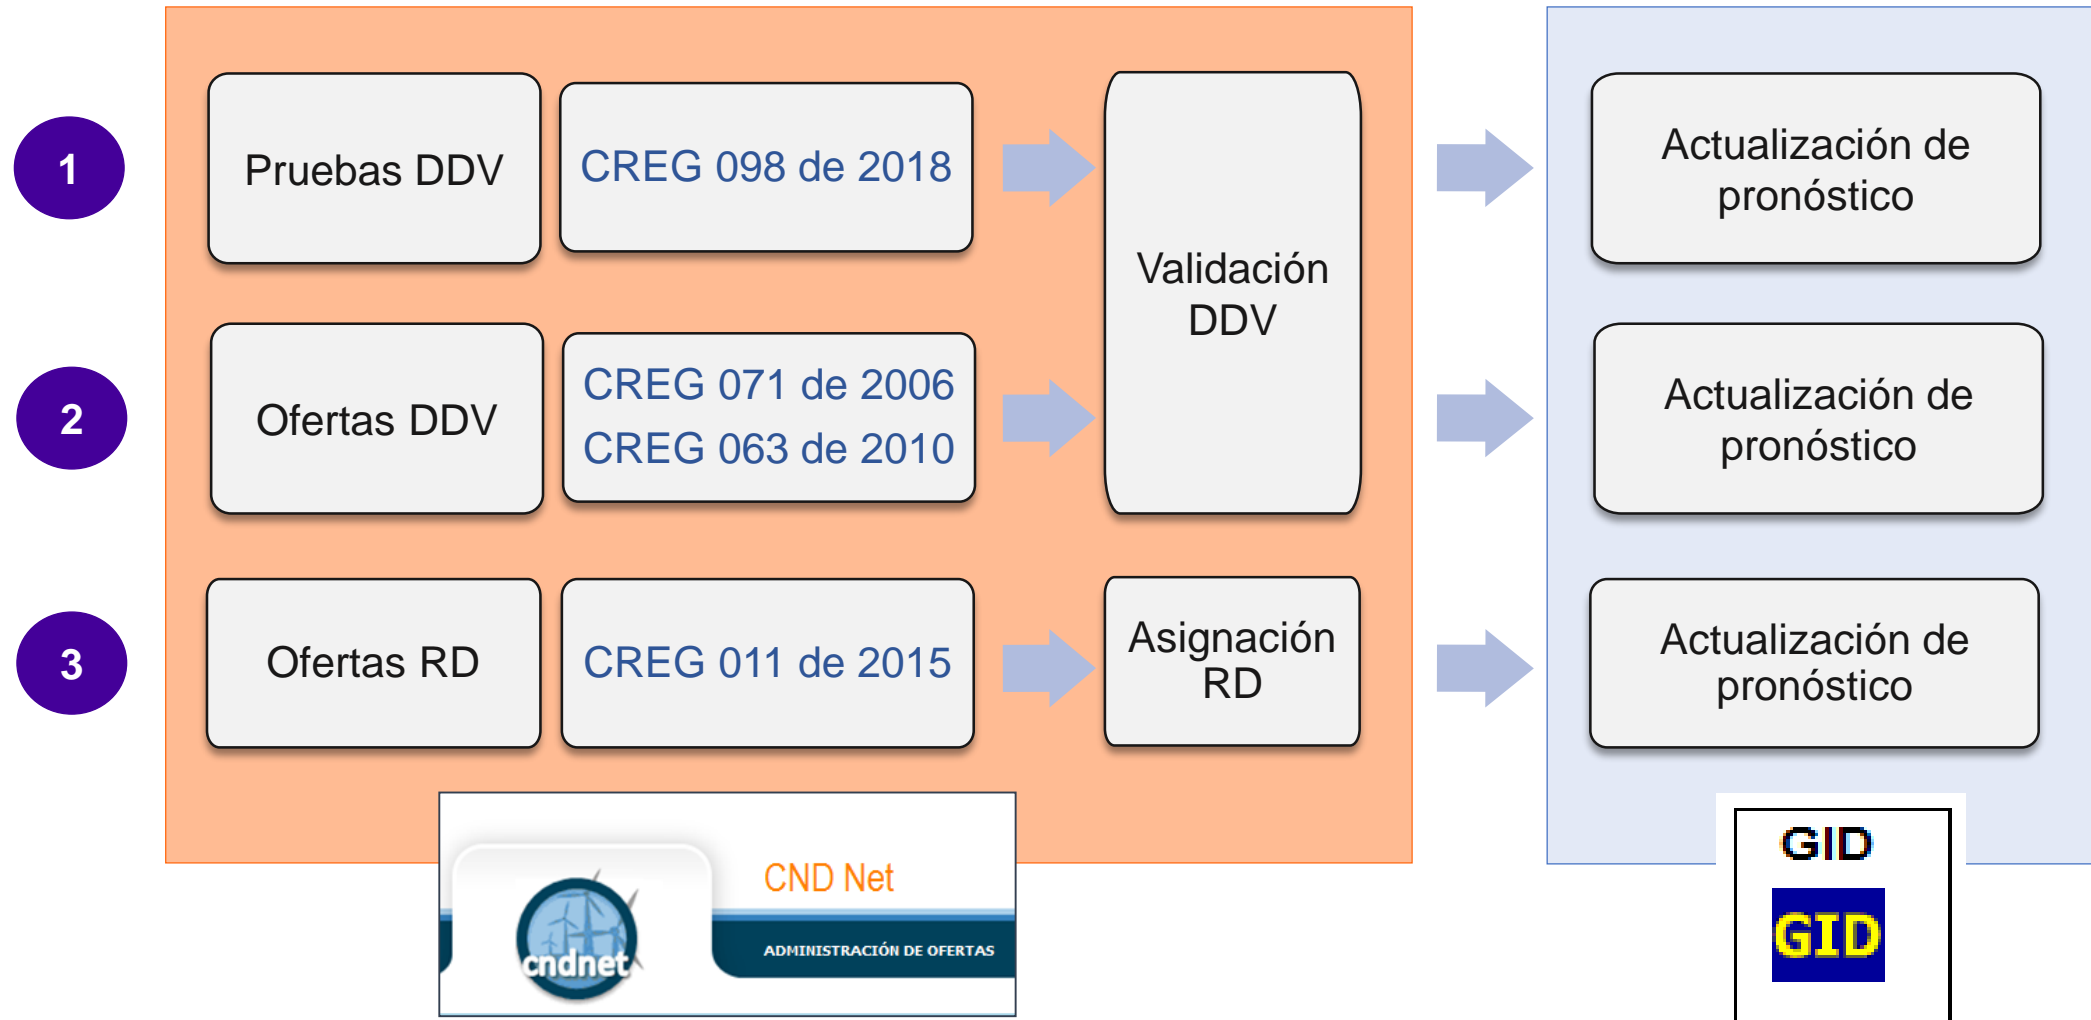 1
Pruebas DDV
CREG 098 de 2018
Validación
DDV
Actualización de
pronóstico
2
Ofertas DDV
CREG 071 de 2006
CREG 063 de 2010
Actualización de
pronóstico
3
Ofertas RD
CREG 011 de 2015
Asignación
RD
Actualización de
pronóstico
CND Net
cndnet
ADMINISTRACIÓN DE OFERTAS
GID
GID